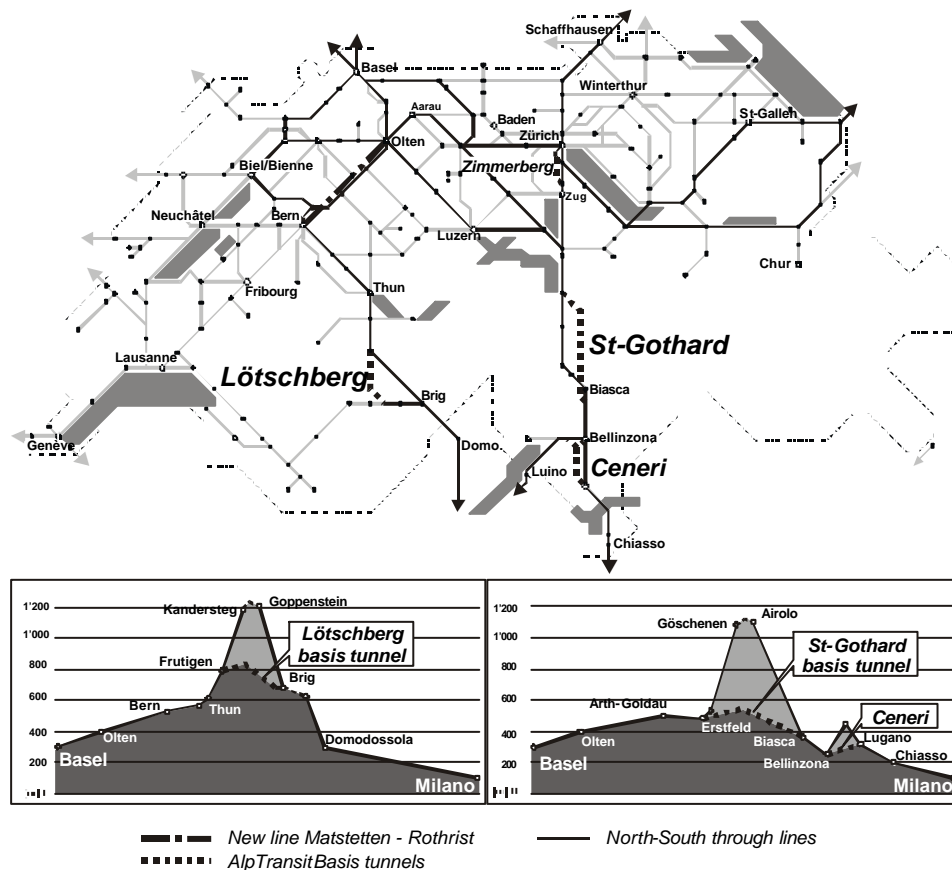 Schaffhausen
Basel
Winterthur
Aarau
Baden
St-Gallen
Olten
Zürich
Zimmerberg
Biel/Bienne
Zug
Neuchâtel
Bern
Luzern
Chur
Fribourg
Thun
St-Gothard
Lausanne
Lötschberg
Biasca
Brig
Genève
Domo.
Bellinzona
Luino
Ceneri
Chiasso
1'200
Kandersteg
Goppenstein
1'000
Lötschberg
basis tunnel
800
Frutigen
Brig
600
Bern
Thun
400
Olten
Domodossola
200
Basel
Milano
1'200
Göschenen
Airolo
1'000
St-Gothard
basis tunnel
800
600
Arth-Goldau
Ceneri
Erstfeld
400
Olten
Biasca
Lugano
200
Basel
Bellinzona
Chiasso
Milano
New line Matstetten - Rothrist
North-South through lines
AlpTransit Basis tunnels